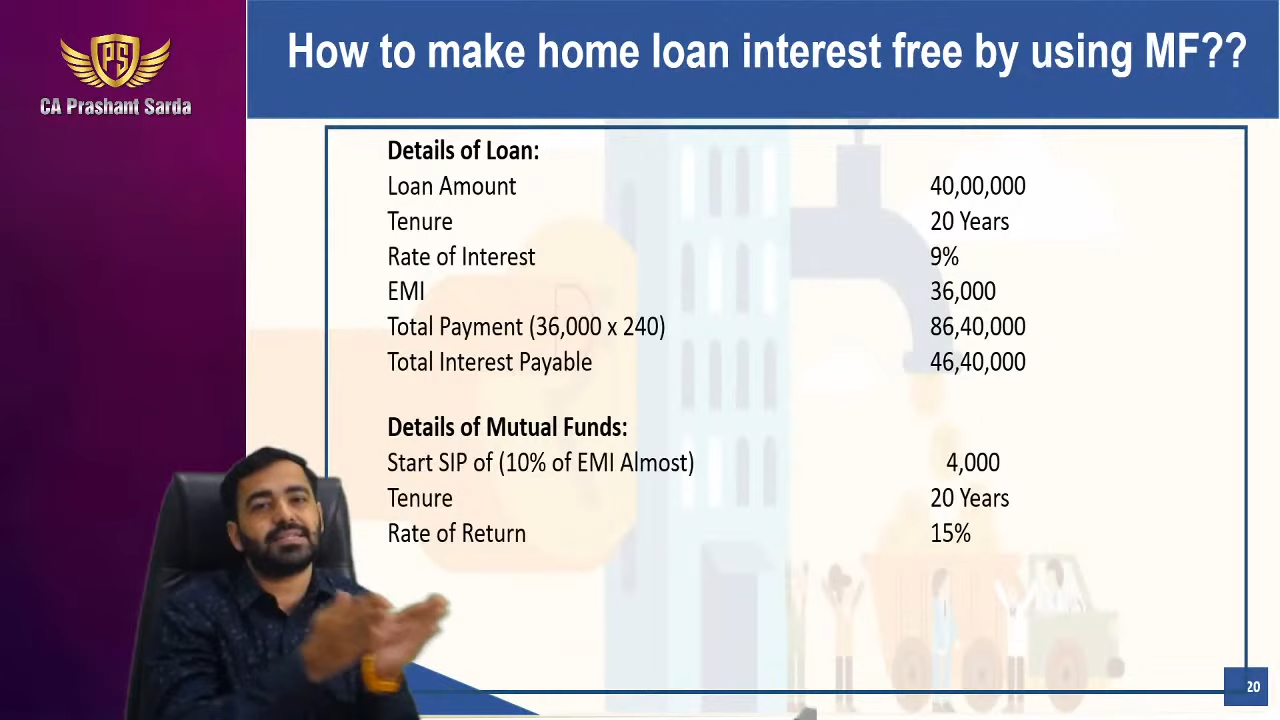 How to make home loan interest free by using MF??
PS
CA Prashant Sarda
Details of Loan:
Loan Amount 40,00,000
Tenure 20 Years
Rate of Interest 9%
EMI 36,000
Total Payment (36,000 x 240) 86,40,000
Total Interest Payable 46,40,000
Details of Mutual Funds:
Start SIP of (10% of EMI Almost) 4,000
Tenure 20 Years
Rate of Return 15%
20